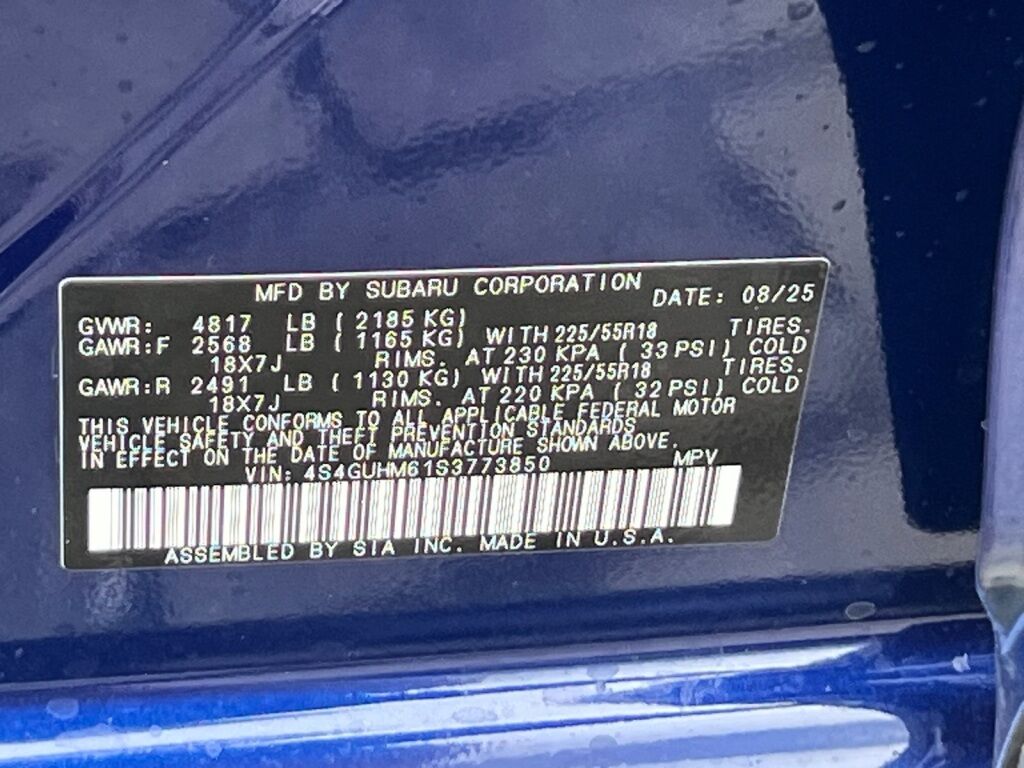 MFD BY SUBARU CORPORATION DATE: 08/25
GVWR: 4817 LB ( 2185 KG)
GAWR:F 2568 LB ( 1165 KG) WITH 225/55R18 TIRES.
18X7J RIMS. AT 230 KPA ( 33 PSI) COLD
GAWR:R 2491 LB ( 1130 KG) WITH 225/55R18 TIRES.
18X7J RIMS. AT 220 KPA ( 32 PSI) COLD
THIS VEHICLE CONFORMS TO ALL APPLICABLE FEDERAL MOTOR
VEHICLE SAFETY AND THEFT PREVENTION STANDARDS
IN EFFECT ON THE DATE OF MANUFACTURE SHOWN ABOVE.
VIN: 4S4GUHM61S3773850 MPV
ASSEMBLED BY SIA INC. MADE IN U.S.A.